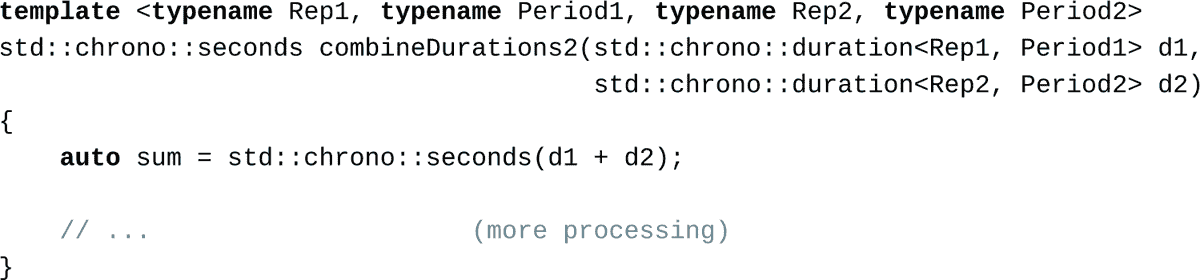 template <typename Rep1, typename Period1, typename Rep2, typename Period2>
std::chrono::seconds combineDurations2(std::chrono::duration<Rep1, Period1> d1,
                                       std::chrono::duration<Rep2, Period2> d2)
{
    auto sum = std::chrono::seconds(d1 + d2);

    // ...                     (more processing)
}